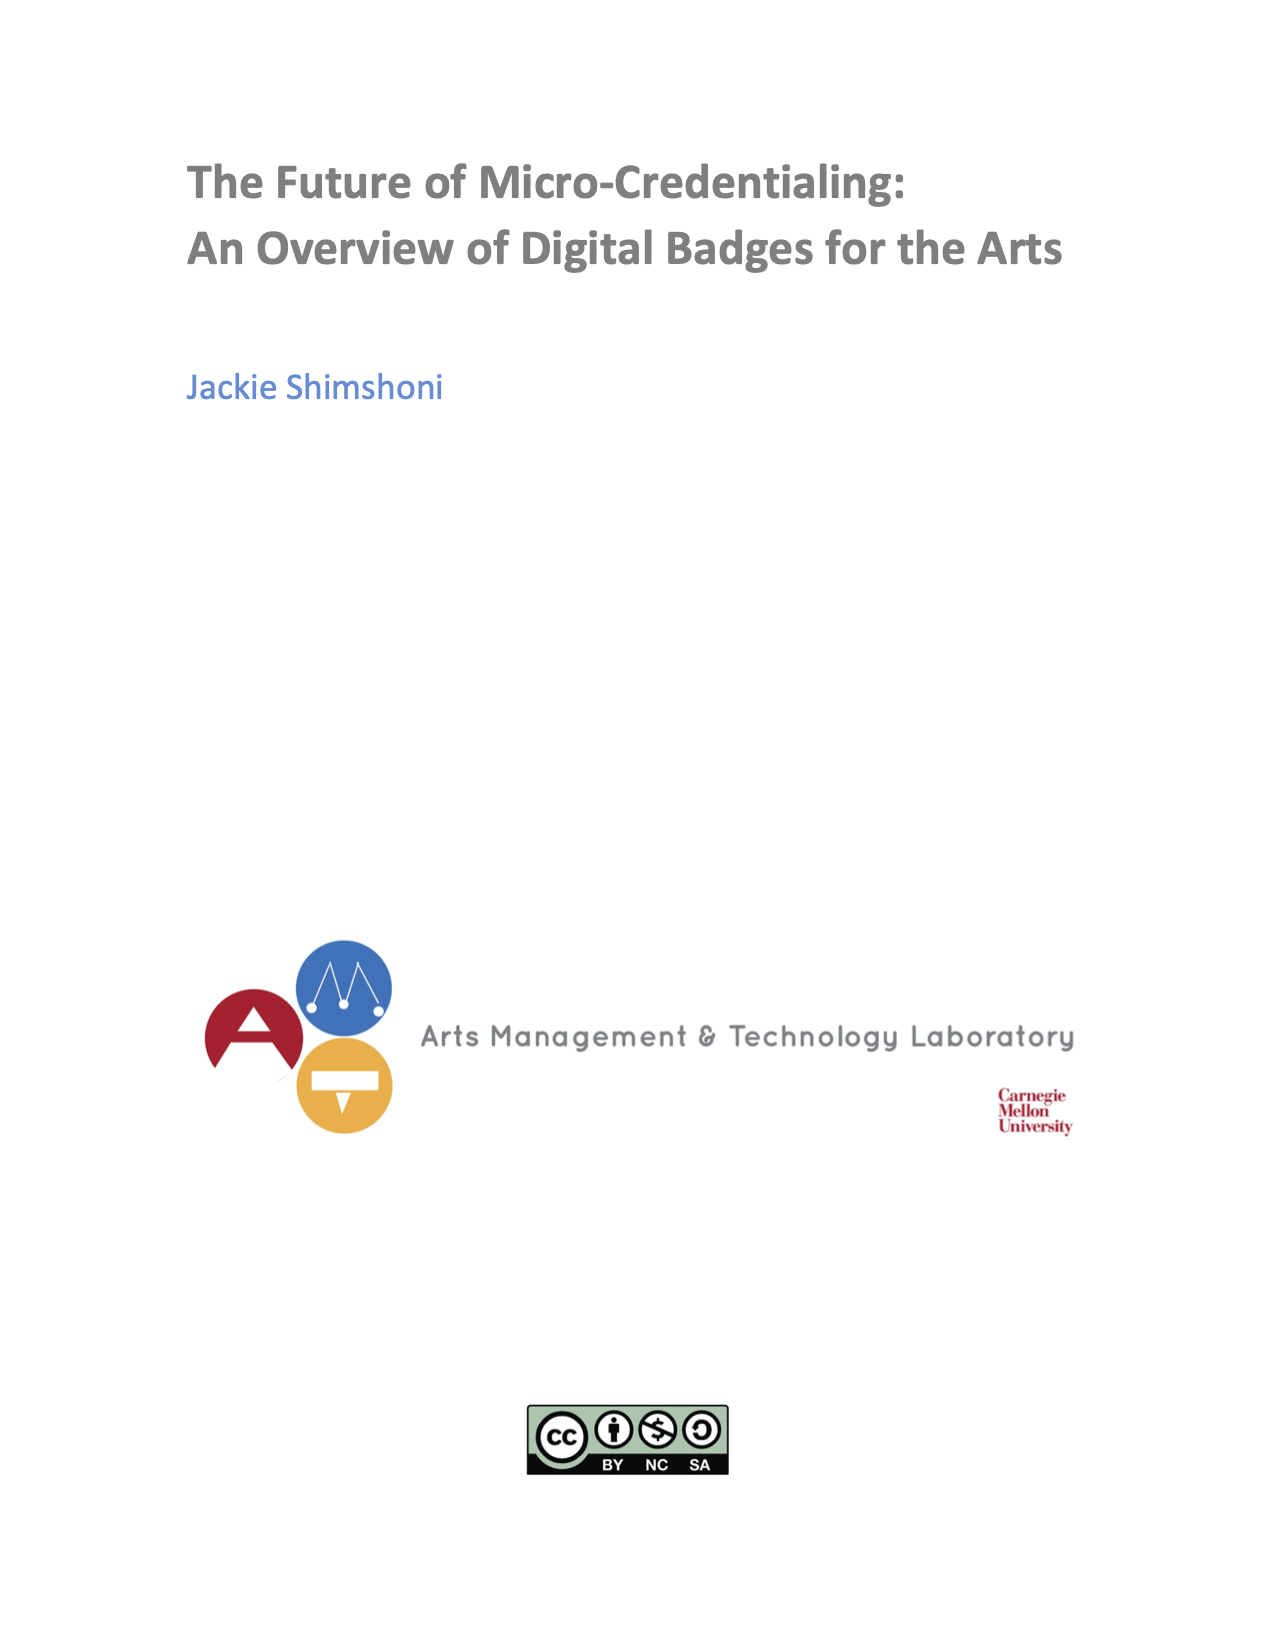 The Future of Micro-Credentialing:
An Overview of Digital Badges for the Arts
Jackie Shimshoni
A
M
T
Arts Management & Technology Laboratory
Carnegie
Mellon
University
cc
BY NC SA